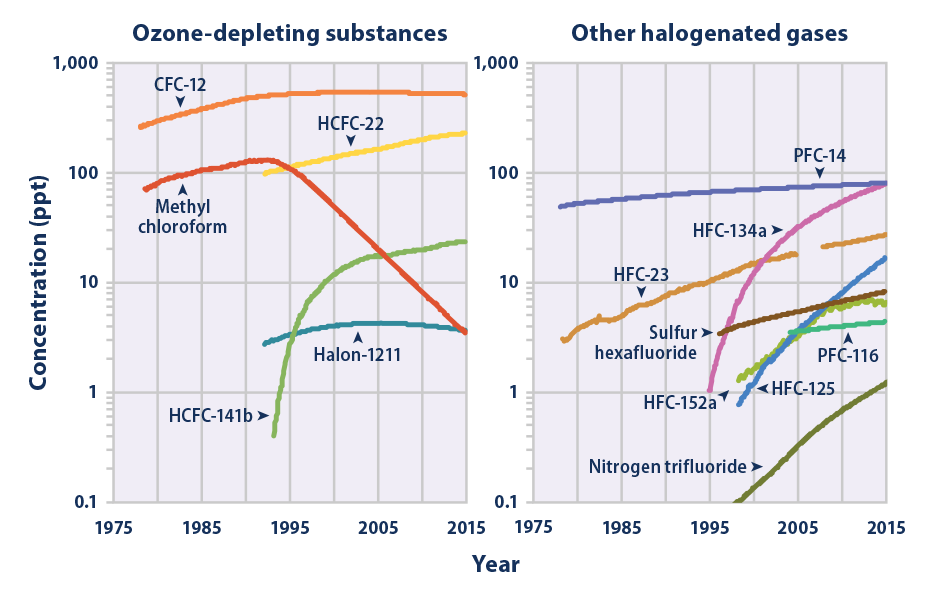 Ozone-depleting substances
Other halogenated gases
Concentration (ppt)
1,000
100
10
1
0.1
CFC-12
HCFC-22
Methyl
chloroform
Halon-1211
HCFC-141b
1975
1985
1995
2005
2015
1,000
100
10
1
0.1
PFC-14
HFC-134a
HFC-23
Sulfur
hexafluoride
PFC-116
HFC-125
HFC-152a
Nitrogen trifluoride
1975
1985
1995
2005
2015
Year